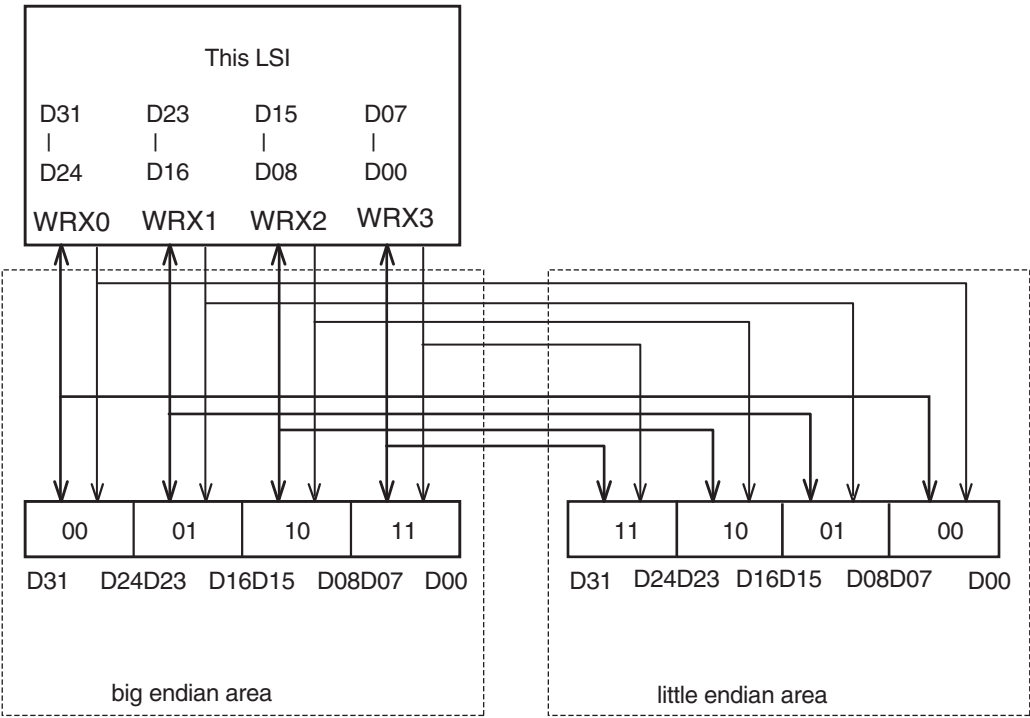 This LSI
D31 D23 D15 D07
| | | |
D24 D16 D08 D00
WRX0 WRX1 WRX2 WRX3
00 01 10 11
D31 D24D23 D16D15 D08D07 D00
big endian area
11 10 01 00
D31 D24D23 D16D15 D08D07 D00
little endian area